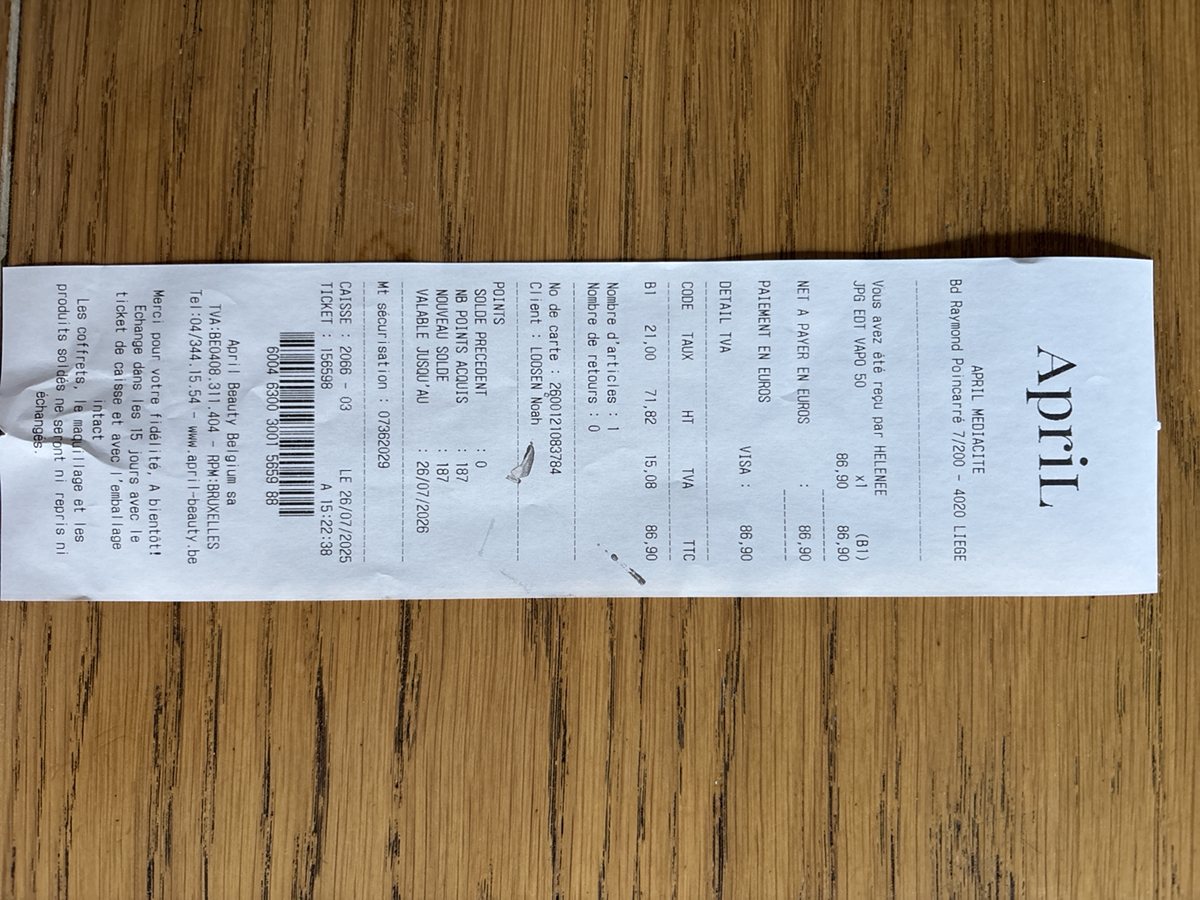 ApriL
APRIL MEDIACITE
Bd Raymond Poincarré 7/200 - 4020 LIEGE
Vous avez été reçu par HELENEE
JPG EDT VAPO 50 x1 (B1)
86,90 86,90
NET A PAYER EN EUROS : 86,90
PAIEMENT EN EUROS
VISA : 86,90
DETAIL TVA
CODE TAUX HT TVA TTC
B1 21,00 71,82 15,08 86,90
Nombre d'articles : 1
Nombre de retours : 0
No de carte : 2600121083784
Client : LOOSEN Noah
POINTS
SOLDE PRECEDENT : 0
NB POINTS ACQUIS : 187
NOUVEAU SOLDE : 187
VALABLE JUSQU'AU : 26/07/2026
Mt sécurisation : 07362029
CAISSE : 2066 - 03 LE 26/07/2025
TICKET : 156598 A 15:22:38
6004 6300 3001 5659 88
April Beauty Belgium sa
TVA:BE0408.311.404 - RPM:BRUXELLES
Tel:04/344.15.54 - www.april-beauty.be
Merci pour votre fidélité, A bientôt!
Echange dans les 15 jours avec le
ticket de caisse et avec l'emballage
intact
Les coffrets, le maquillage et les
produits soldés ne seront ni repris ni
échangés.